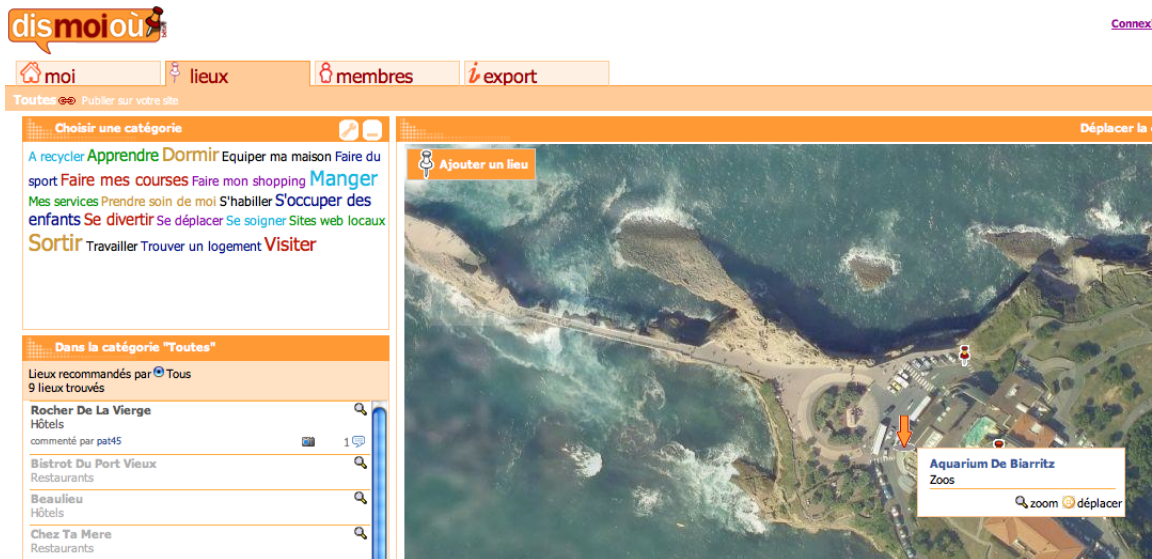 dismoioù
Connexi
moi
lieux
membres
export
Toutes Publier sur votre site
Choisir une catégorie
A recycler Apprendre Dormir Equiper ma maison Faire du
sport Faire mes courses Faire mon shopping Manger
Mes services Prendre soin de moi S'habiller S'occuper des
enfants Se divertir Se déplacer Se soigner Sites web locaux
Sortir Travailler Trouver un logement Visiter
Dans la catégorie "Toutes"
Lieux recommandés par Tous
9 lieux trouvés
Rocher De La Vierge
Hôtels
commenté par pat45 1
Bistrot Du Port Vieux
Restaurants
Beaulieu
Hôtels
Chez Ta Mere
Restaurants
Déplacer la
Ajouter un lieu
Aquarium De Biarritz
Zoos
zoom déplacer